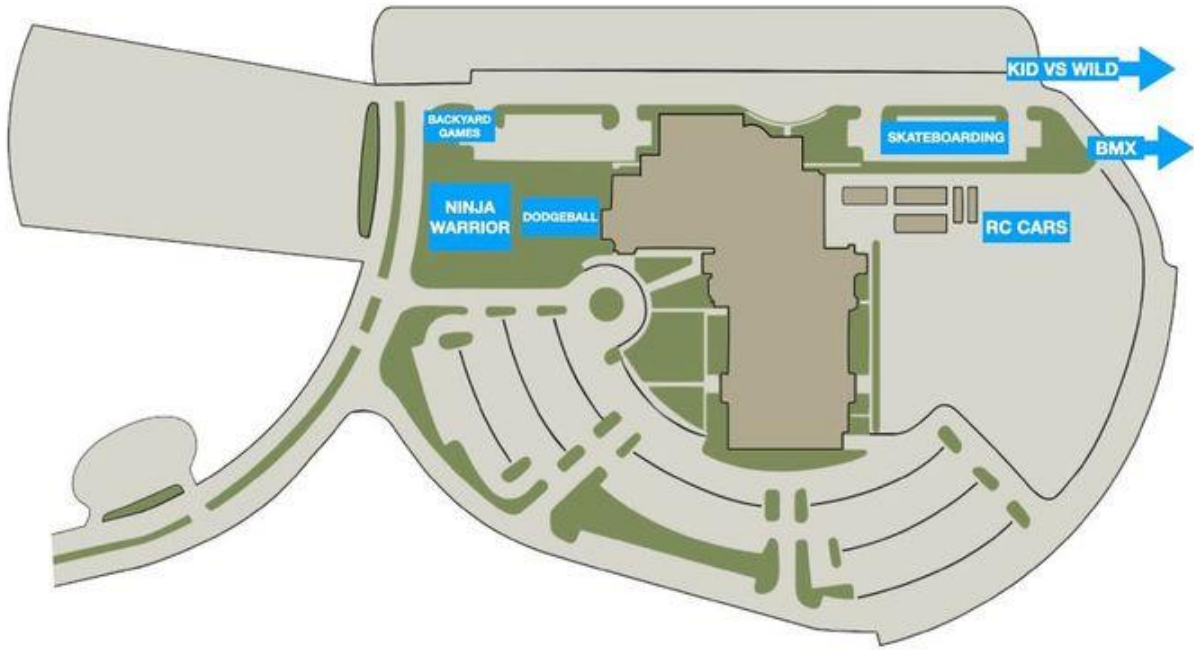 KID VS WILD
BACKYARD
GAMES
SKATEBOARDING
BMX
NINJA
WARRIOR
DODGEBALL
RC CARS